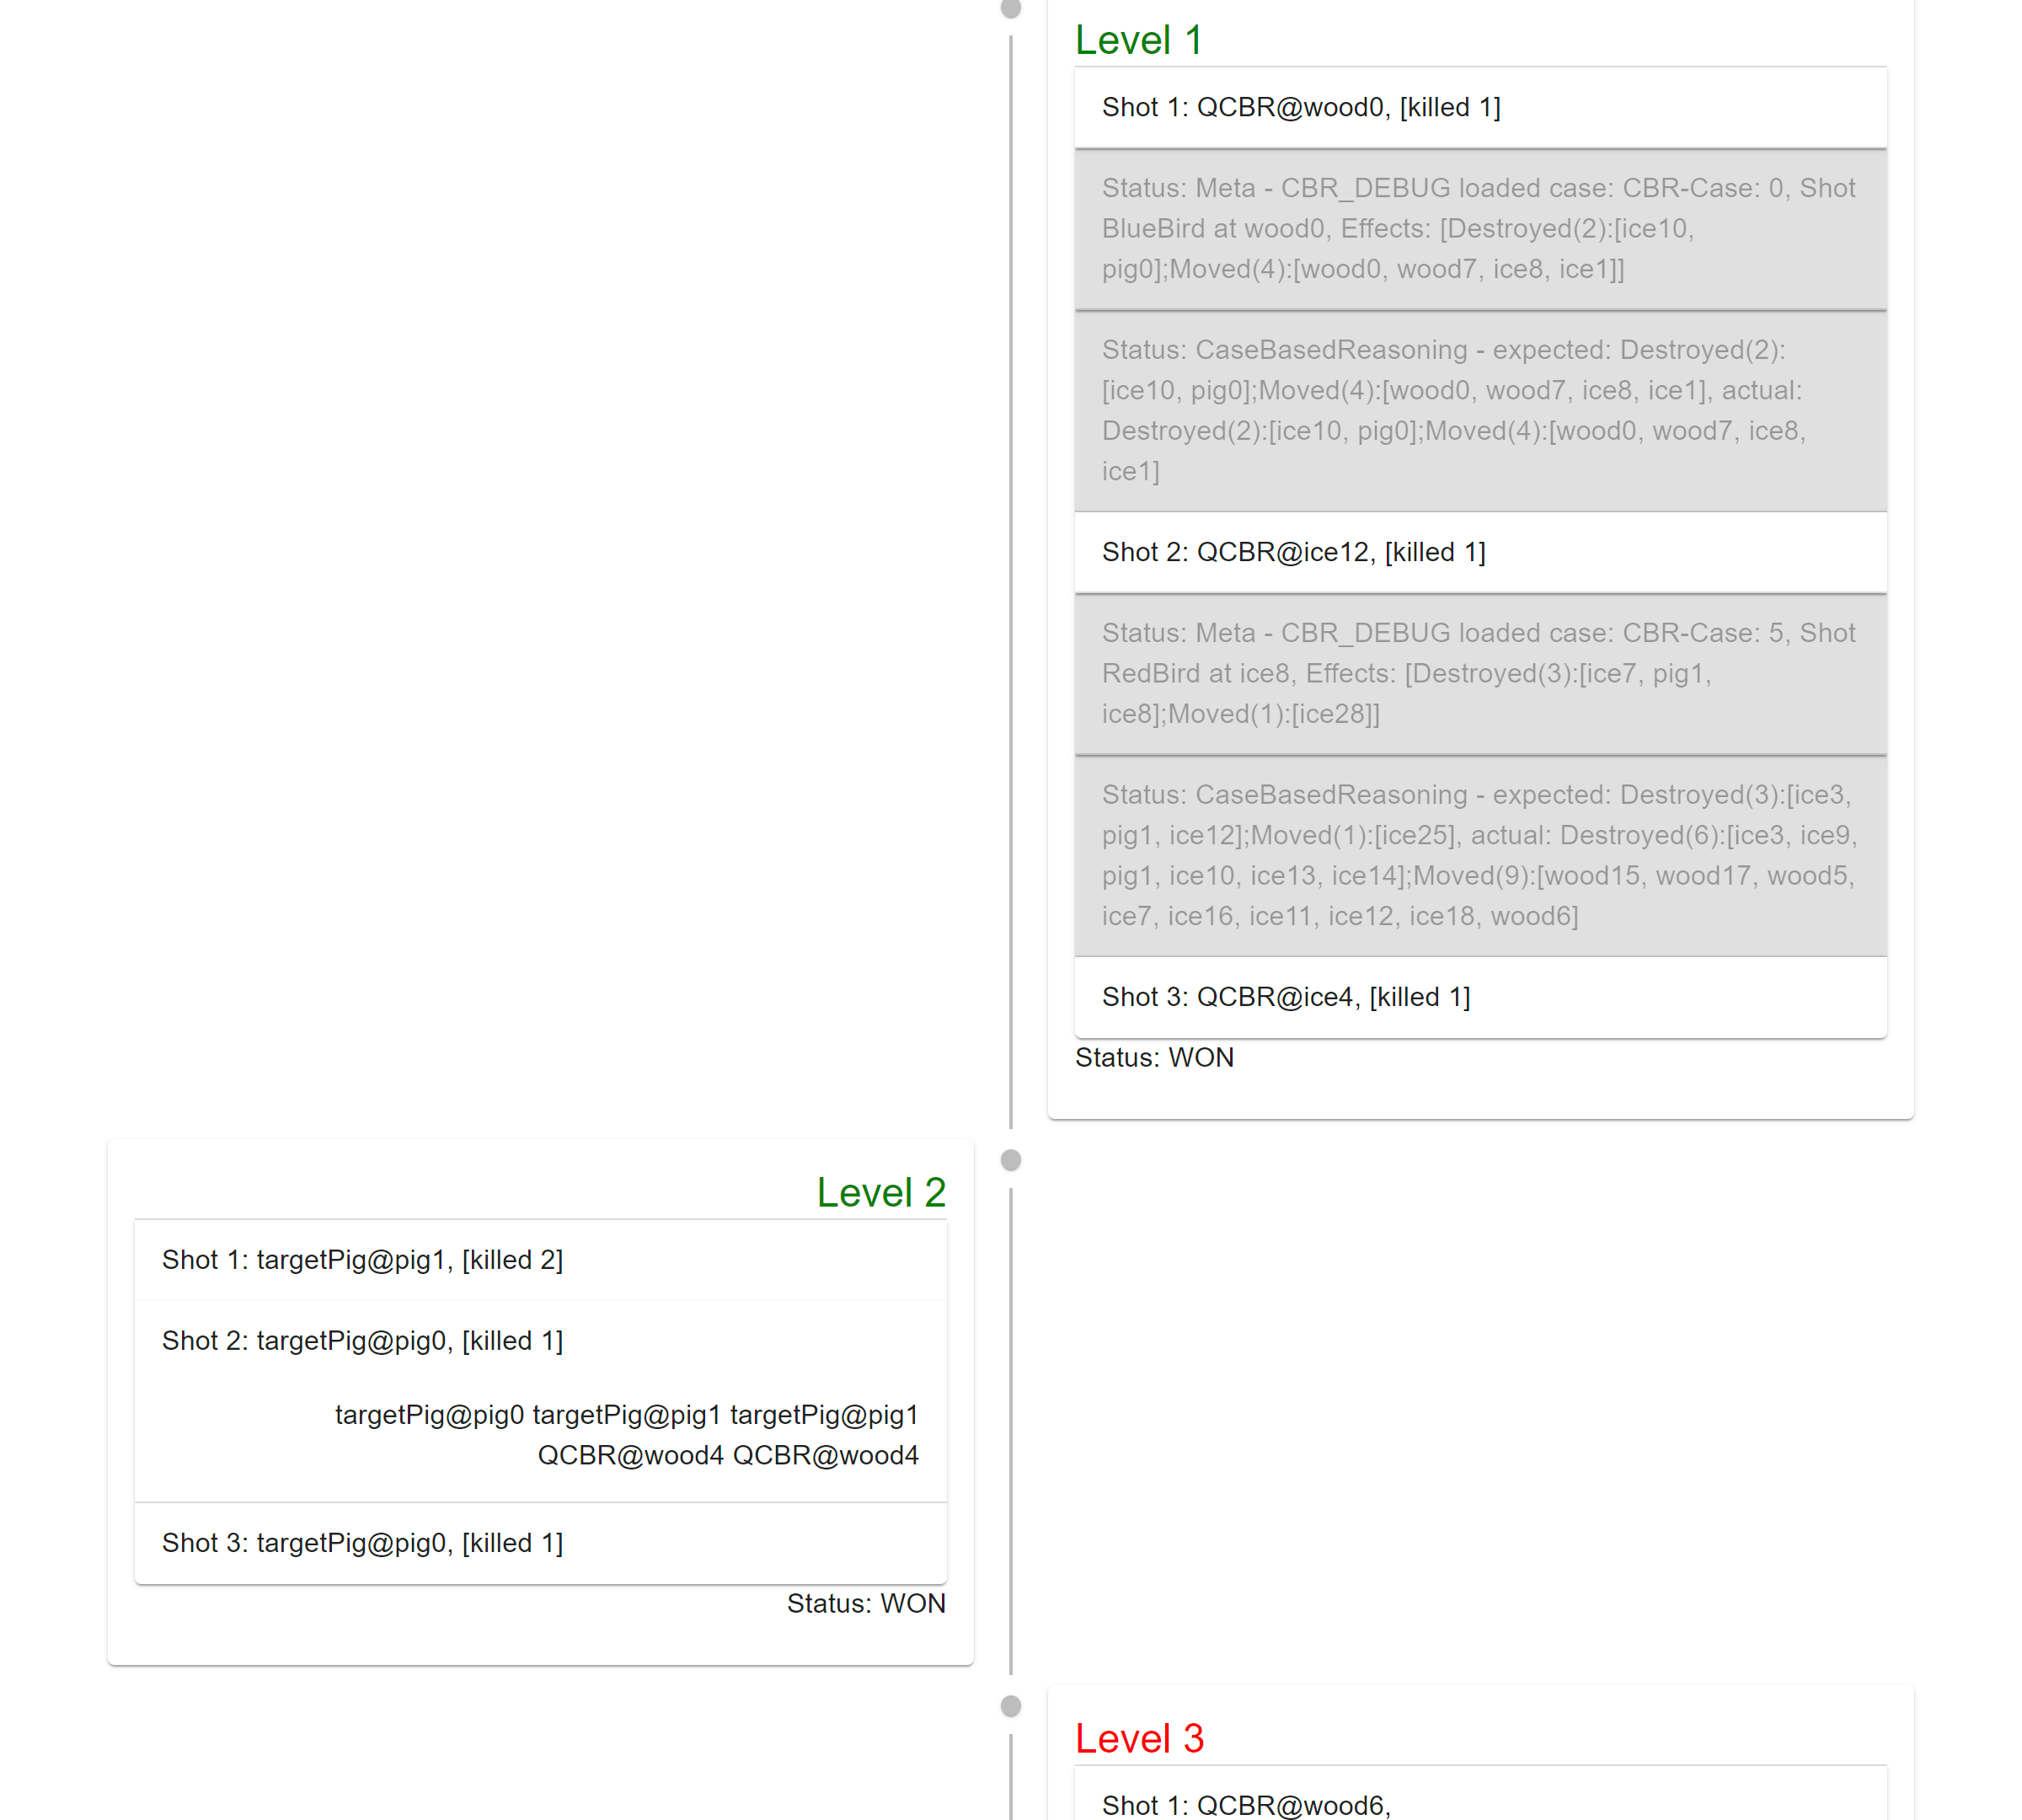 Level 1
Shot 1: QCBR@wood0, [killed 1]
Status: Meta - CBR_DEBUG loaded case: CBR-Case: 0, Shot
BlueBird at wood0, Effects: [Destroyed(2):[ice10,
pig0];Moved(4):[wood0, wood7, ice8, ice1]]
Status: CaseBasedReasoning - expected: Destroyed(2):
[ice10, pig0];Moved(4):[wood0, wood7, ice8, ice1], actual:
Destroyed(2):[ice10, pig0];Moved(4):[wood0, wood7, ice8,
ice1]
Shot 2: QCBR@ice12, [killed 1]
Status: Meta - CBR_DEBUG loaded case: CBR-Case: 5, Shot
RedBird at ice8, Effects: [Destroyed(3):[ice7, pig1,
ice8];Moved(1):[ice28]]
Status: CaseBasedReasoning - expected: Destroyed(3):[ice3,
pig1, ice12];Moved(1):[ice25], actual: Destroyed(6):[ice3, ice9,
pig1, ice10, ice13, ice14];Moved(9):[wood15, wood17, wood5,
ice7, ice16, ice11, ice12, ice18, wood6]
Shot 3: QCBR@ice4, [killed 1]
Status: WON
Level 2
Shot 1: targetPig@pig1, [killed 2]
Shot 2: targetPig@pig0, [killed 1]
targetPig@pig0 targetPig@pig1 targetPig@pig1
QCBR@wood4 QCBR@wood4
Shot 3: targetPig@pig0, [killed 1]
Status: WON
Level 3
Shot 1: QCBR@wood6,